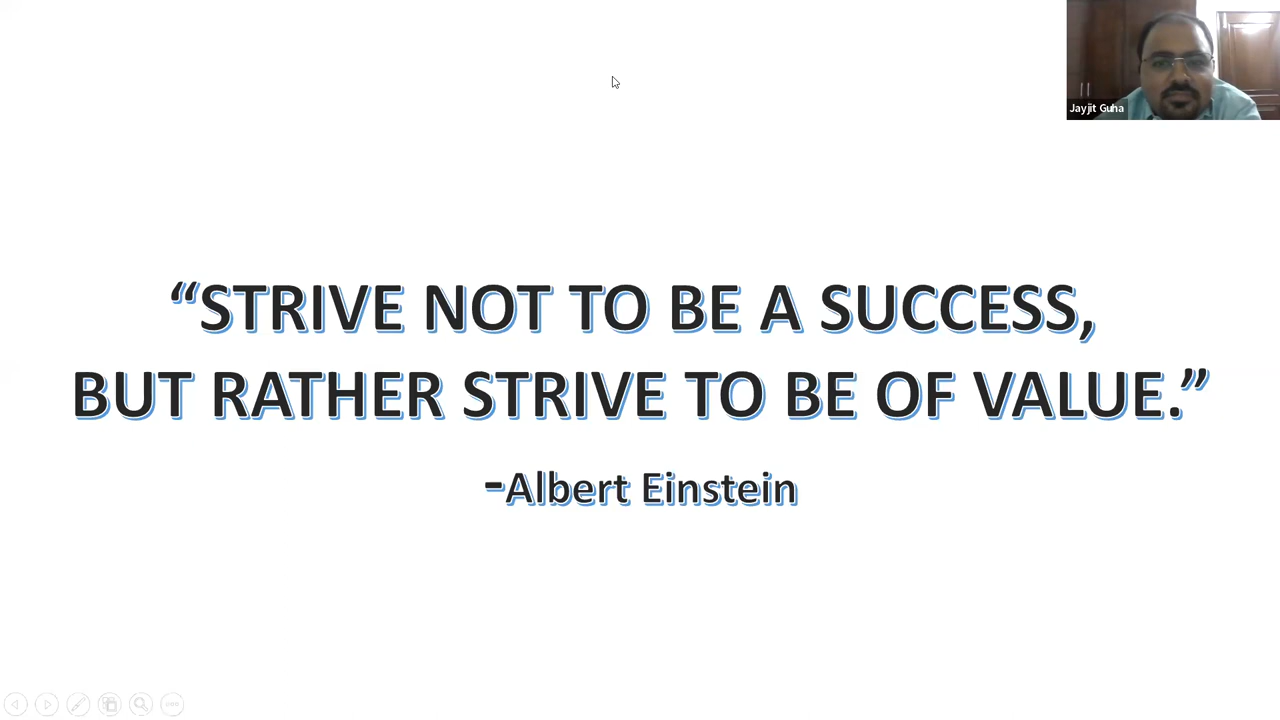 Jayjit Guha
“STRIVE NOT TO BE A SUCCESS,
BUT RATHER STRIVE TO BE OF VALUE.”
-Albert Einstein